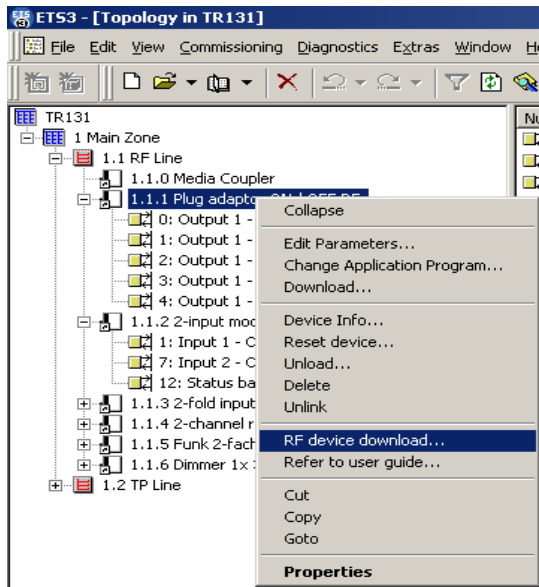 ETS3 - [Topology in TR131]
File Edit View Commissioning Diagnostics Extras Window
TR131
1 Main Zone
1.1 RF Line
1.1.0 Media Coupler
1.1.1 Plug
0: Output 1 -
1: Output 1 -
2: Output 1 -
3: Output 1 -
4: Output 1 -
1.1.2 2-input
1: Input 1 -
7: Input 2 -
12: Status
1.1.3 2-fold input
1.1.4 2-channel
1.1.5 Funk
1.1.6 Dimmer 1x
1.2 TP Line
Collapse
Edit Parameters...
Change Application Program...
Download...
Device Info...
Reset device...
Unload...
Delete
Unlink
RF device download...
Refer to user guide...
Cut
Copy
Goto
Properties